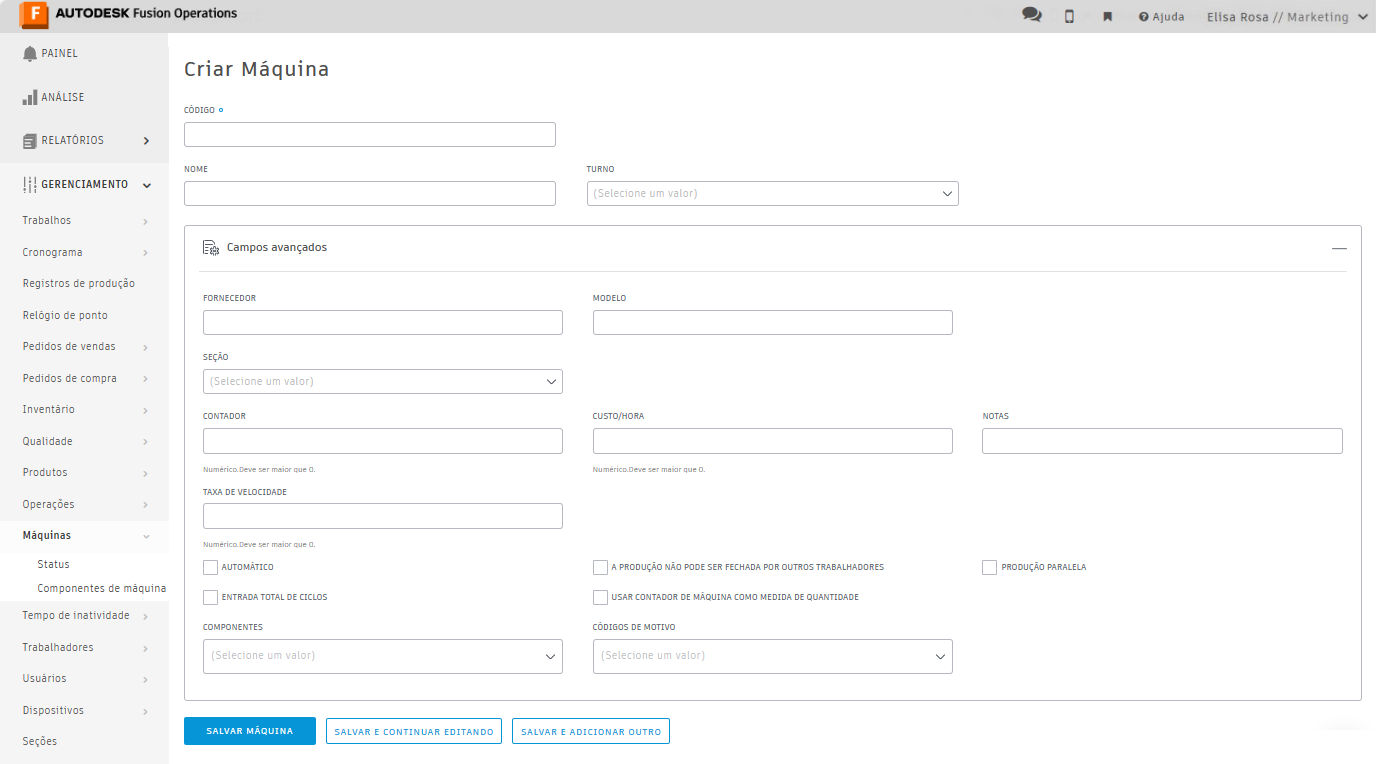 F AUTODESK Fusion Operations
Ajuda
Elisa Rosa // Marketing
PAINEL
ANÁLISE
RELATÓRIOS
GERENCIAMENTO
Trabalhos
Cronograma
Registros de produção
Relógio de ponto
Pedidos de vendas
Pedidos de compra
Inventário
Qualidade
Produtos
Operações
Máquinas
Status
Componentes de máquina
Tempo de inatividade
Trabalhadores
Usuários
Dispositivos
Seções
Criar Máquina
CÓDIGO
NOME
TURNO
(Selecione um valor)
Campos avançados
FORNECEDOR
MODELO
SEÇÃO
(Selecione um valor)
CONTADOR
CUSTO/HORA
NOTAS
Numérico.Deve ser maior que 0.
Numérico.Deve ser maior que 0.
TAXA DE VELOCIDADE
Numérico.Deve ser maior que 0.
AUTOMÁTICO
A PRODUÇÃO NÃO PODE SER FECHADA POR OUTROS TRABALHADORES
PRODUÇÃO PARALELA
ENTRADA TOTAL DE CICLOS
USAR CONTADOR DE MÁQUINA COMO MEDIDA DE QUANTIDADE
COMPONENTES
CÓDIGOS DE MOTIVO
(Selecione um valor)
(Selecione um valor)
SALVAR MÁQUINA
SALVAR E CONTINUAR EDITANDO
SALVAR E ADICIONAR OUTRO